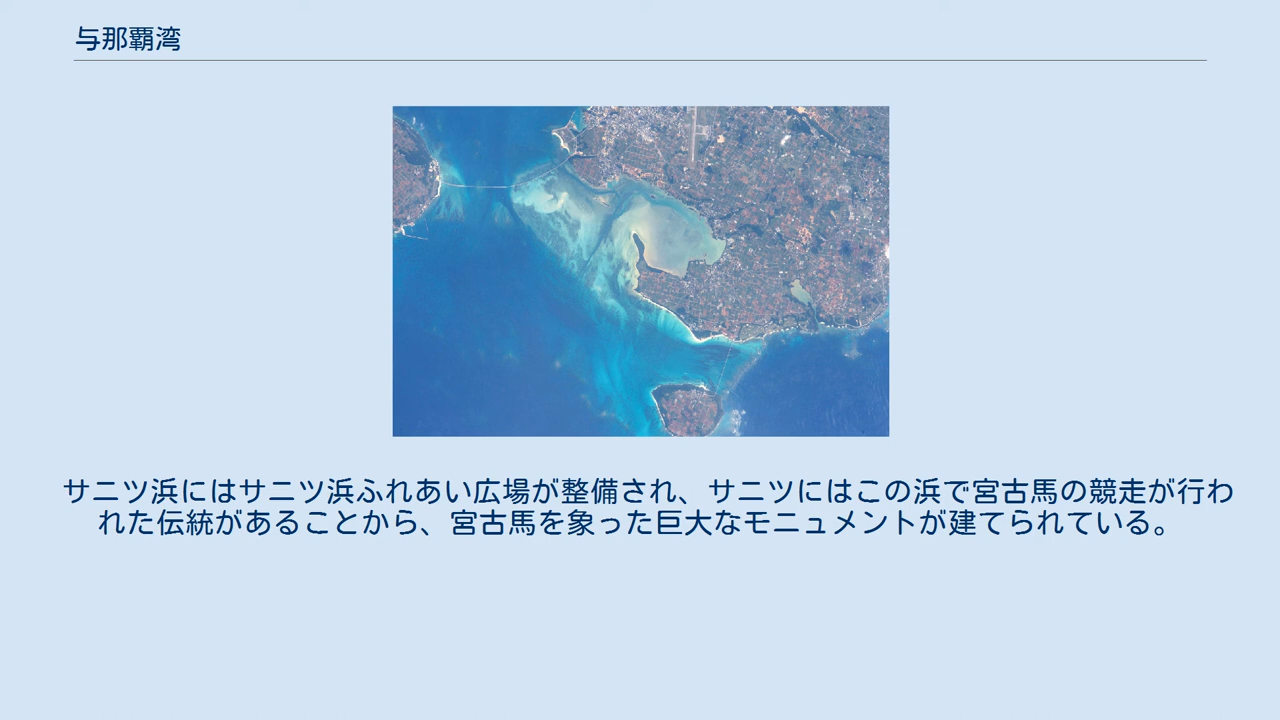 与那覇湾
サニツ浜にはサニツ浜ふれあい広場が整備され、サニツにはこの浜で宮古馬の競走が行わ
れた伝統があることから、宮古馬を象った巨大なモニュメントが建てられている。